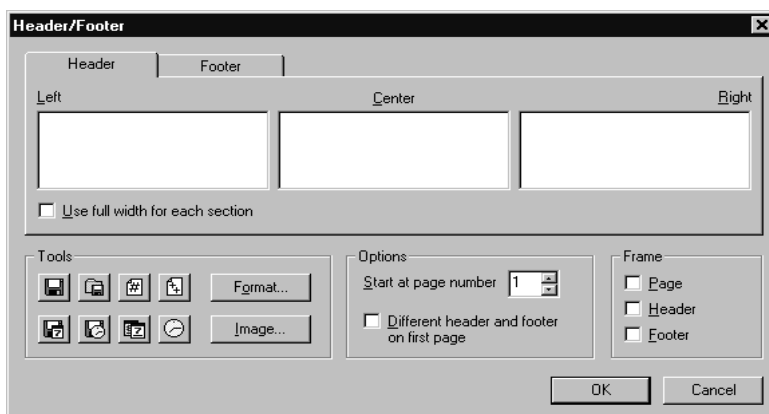 Header/Footer
Header Footer
Left Center Right
Use full width for each section
Tools Options Frame
Start at page number 1
Format...
Page
Different header and footer
on first page
Header
Image...
Footer
OK Cancel